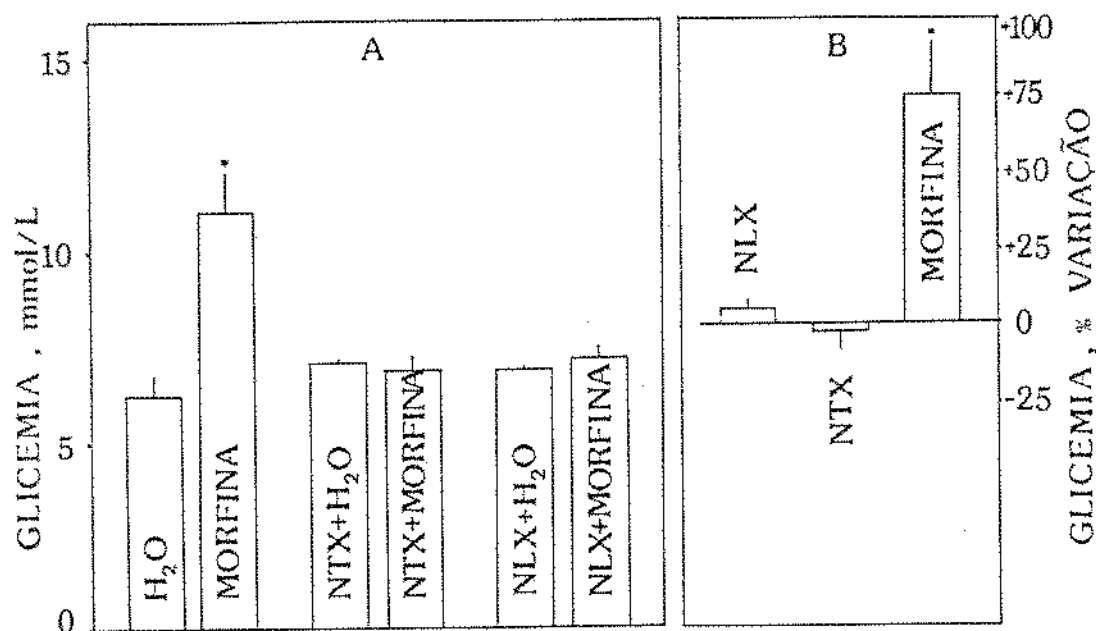 GLICEMIA , mmol/L
15
10
5
0
A
*
H₂O
MORFINA
NTX+H₂O
NTX+MORFINA
NLX+H₂O
NLX+MORFINA
B
*
NLX
NTX
MORFINA
+100
+75
+50
+25
0
-25
GLICEMIA , % VARIAÇÃO